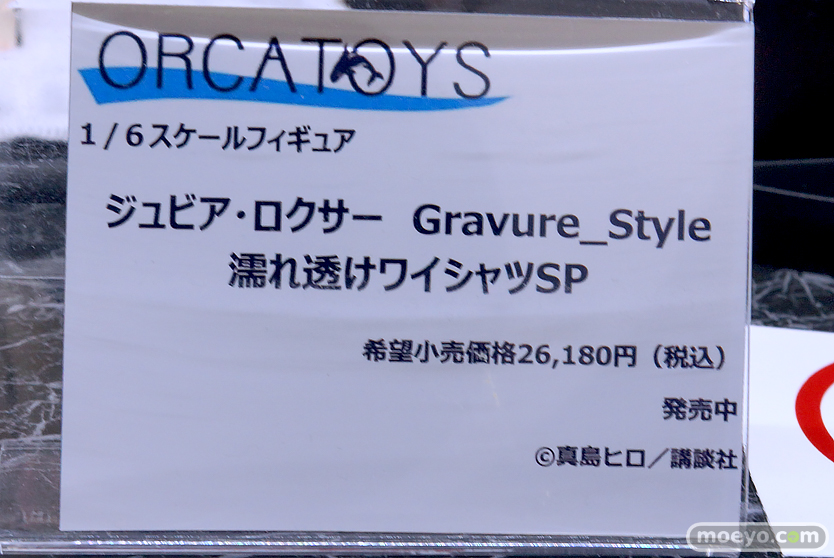 ORCATOYS
1/6スケールフィギュア
ジュビア・ロクサー Gravure_Style
濡れ透けワイシャツSP
希望小売価格26,180円（税込）
発売中
©真島ヒロ／講談社
moeyo.com